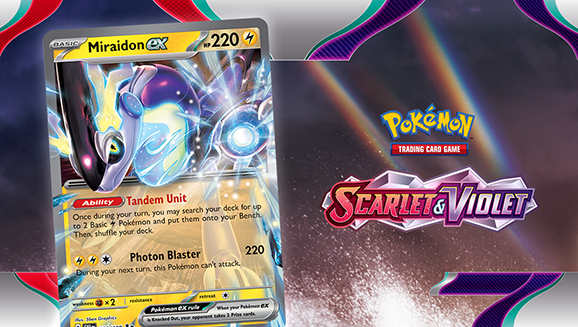 BASIC
Miraidon ex HP 220
Ability Tandem Unit
Once during your turn, you may search your deck for up
to 2 Basic Pokémon and put them onto your Bench.
Then, shuffle your deck.
Photon Blaster 220
During your next turn, this Pokémon can't attack.
weakness ×2 resistance retreat
Illus. 5ban Graphics
Pokémon ex rule When your Pokémon ex
is Knocked Out, your opponent takes 2 Prize cards.
POKÉMON
TRADING CARD GAME
SCARLET & VIOLET